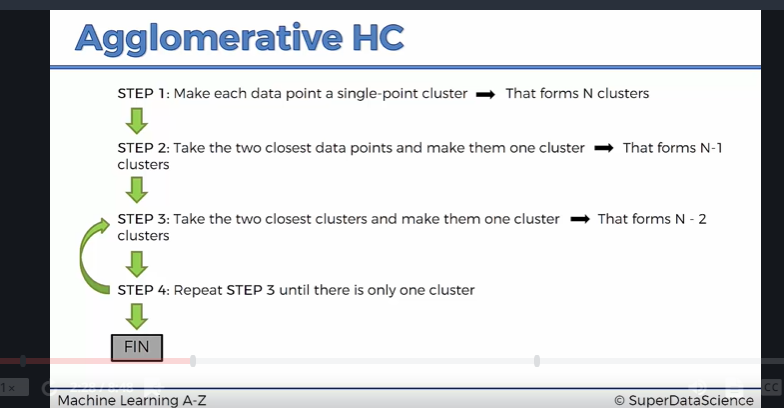 Agglomerative HC
STEP 1: Make each data point a single-point cluster ➡ That forms N clusters
STEP 2: Take the two closest data points and make them one cluster ➡ That forms N-1
clusters
STEP 3: Take the two closest clusters and make them one cluster ➡ That forms N - 2
clusters
STEP 4: Repeat STEP 3 until there is only one cluster
FIN
1×
CC
Machine Learning A-Z
© SuperDataScience